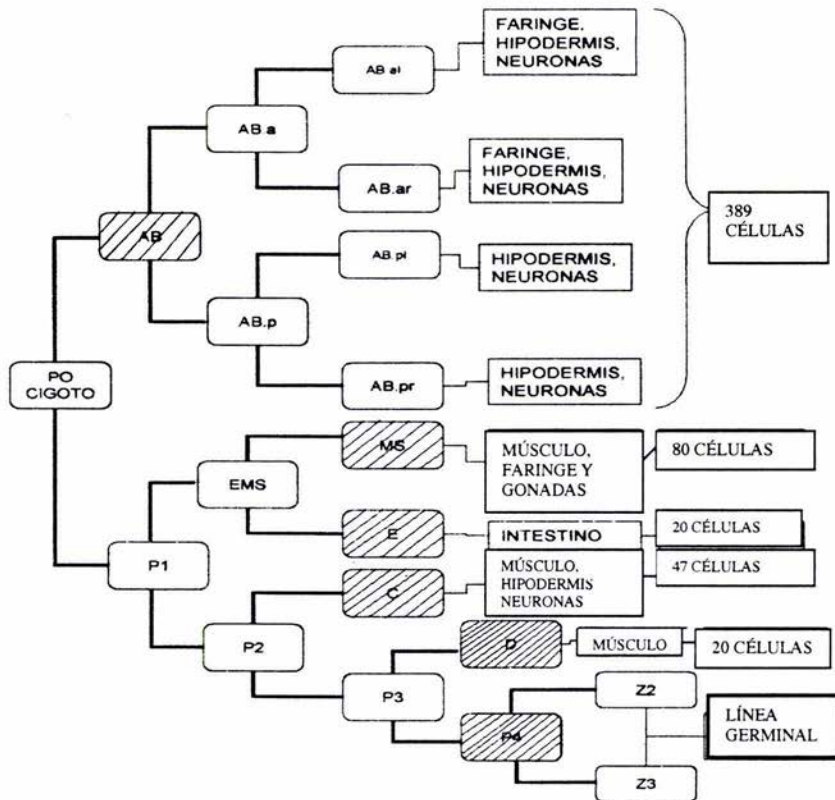 FARINGE,
HIPODERMIS,
NEURONAS
AB.al
AB.a
FARINGE,
HIPODERMIS,
NEURONAS
AB.ar
389
CÉLULAS
AB
AB.pl
HIPODERMIS,
NEURONAS
AB.p
AB.pr
HIPODERMIS,
NEURONAS
PO
CIGOTO
MS
MÚSCULO,
FARINGE Y
GONADAS
80 CÉLULAS
EMS
E
INTESTINO
20 CÉLULAS
P1
C
MÚSCULO,
HIPODERMIS
NEURONAS
47 CÉLULAS
P2
D
MÚSCULO
20 CÉLULAS
P3
Z2
P4
LÍNEA
GERMINAL
Z3